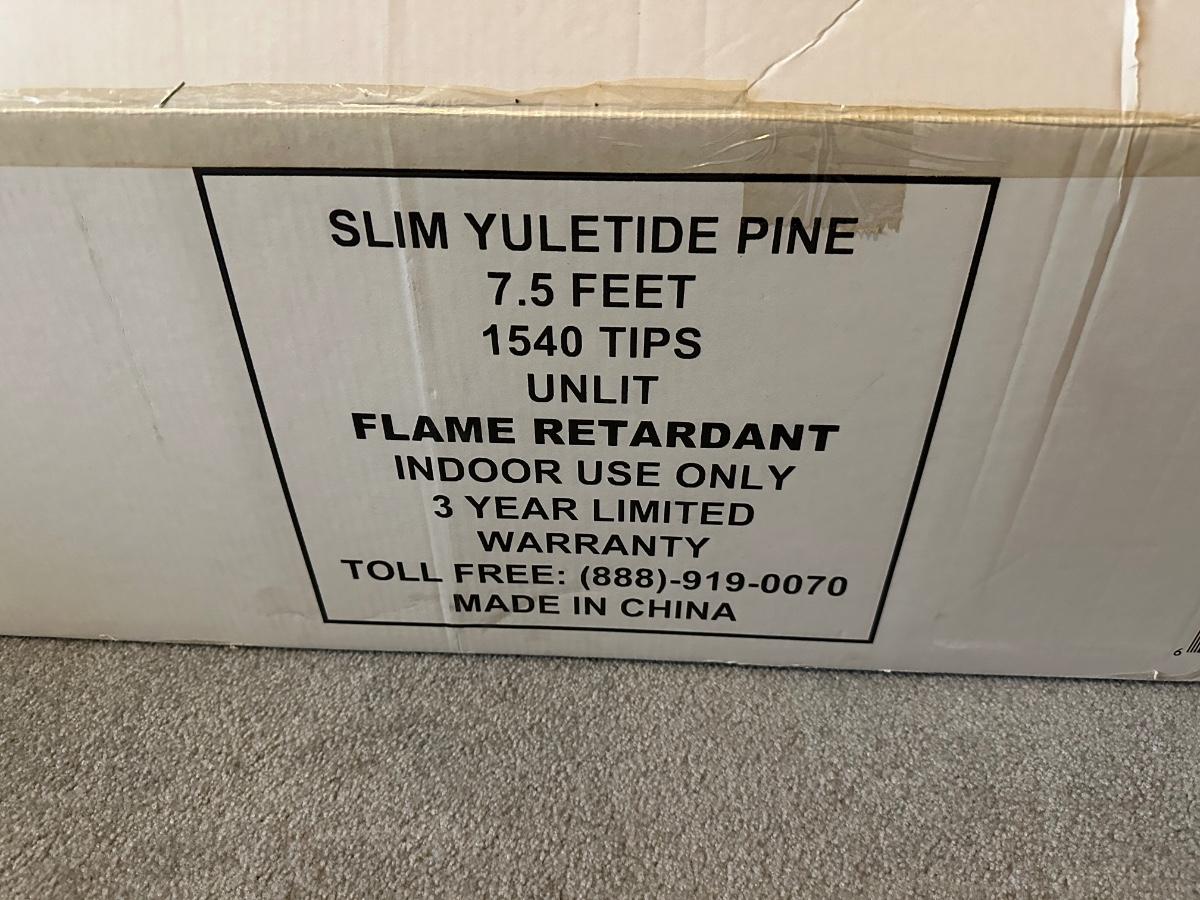 SLIM YULETIDE PINE
7.5 FEET
1540 TIPS
UNLIT
FLAME RETARDANT
INDOOR USE ONLY
3 YEAR LIMITED
WARRANTY
TOLL FREE: (888)-919-0070
MADE IN CHINA
6